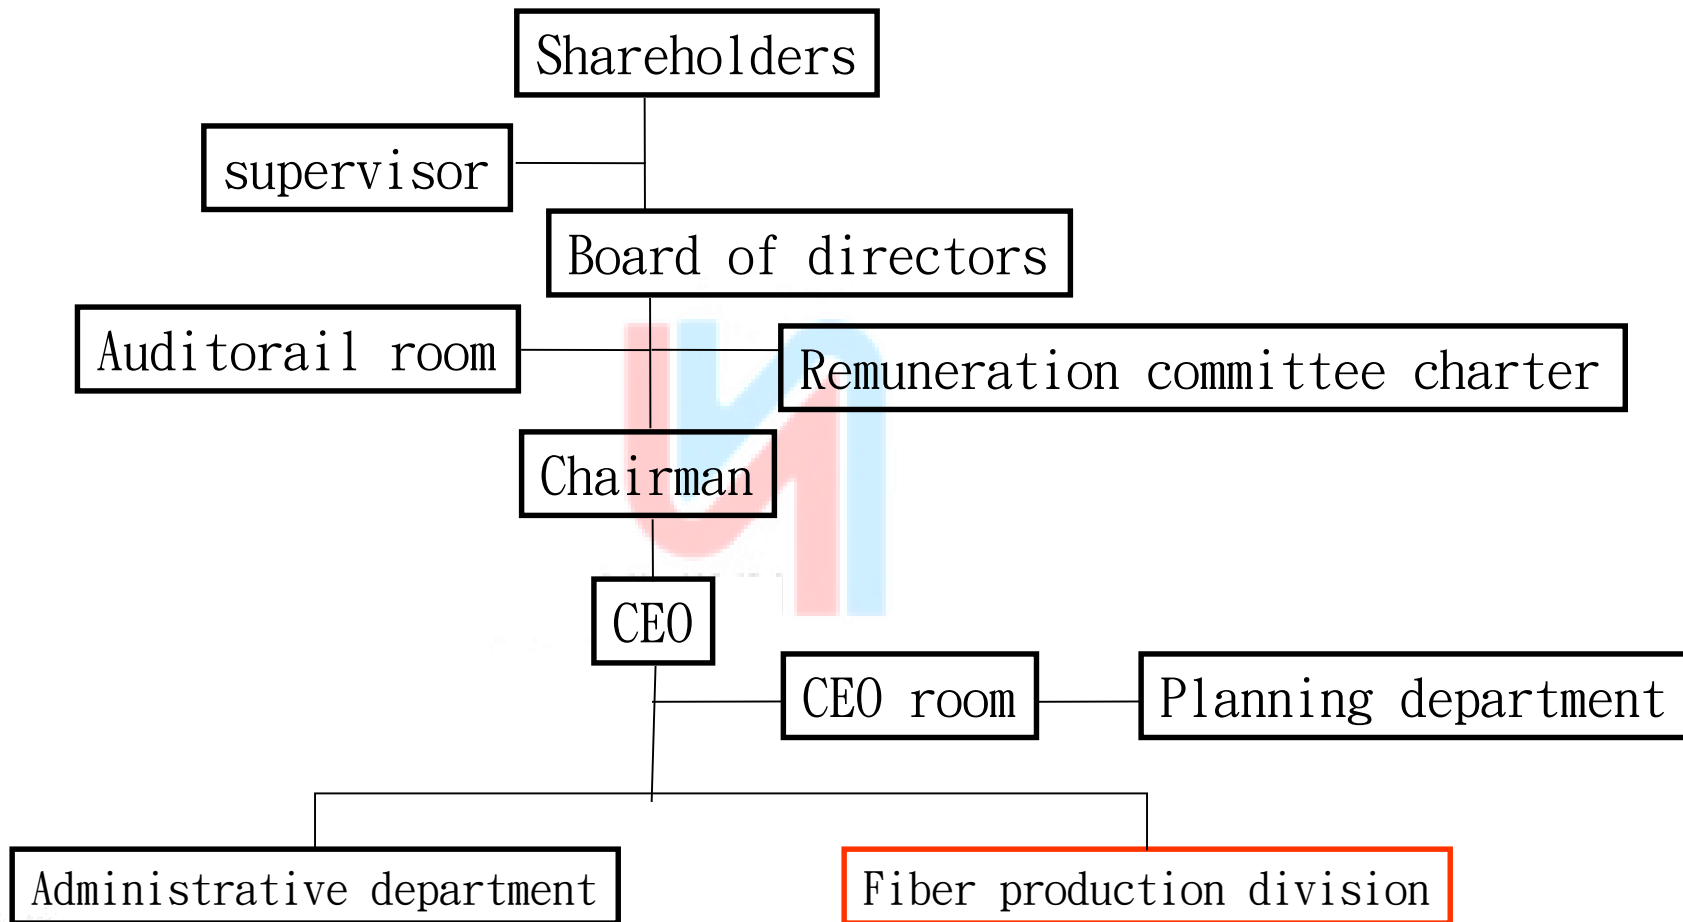 Shareholders
supervisor
Board of directors
Auditorail room
Remuneration committee charter
Chairman
CEO
CEO room
Planning department
Administrative department
Fiber production division